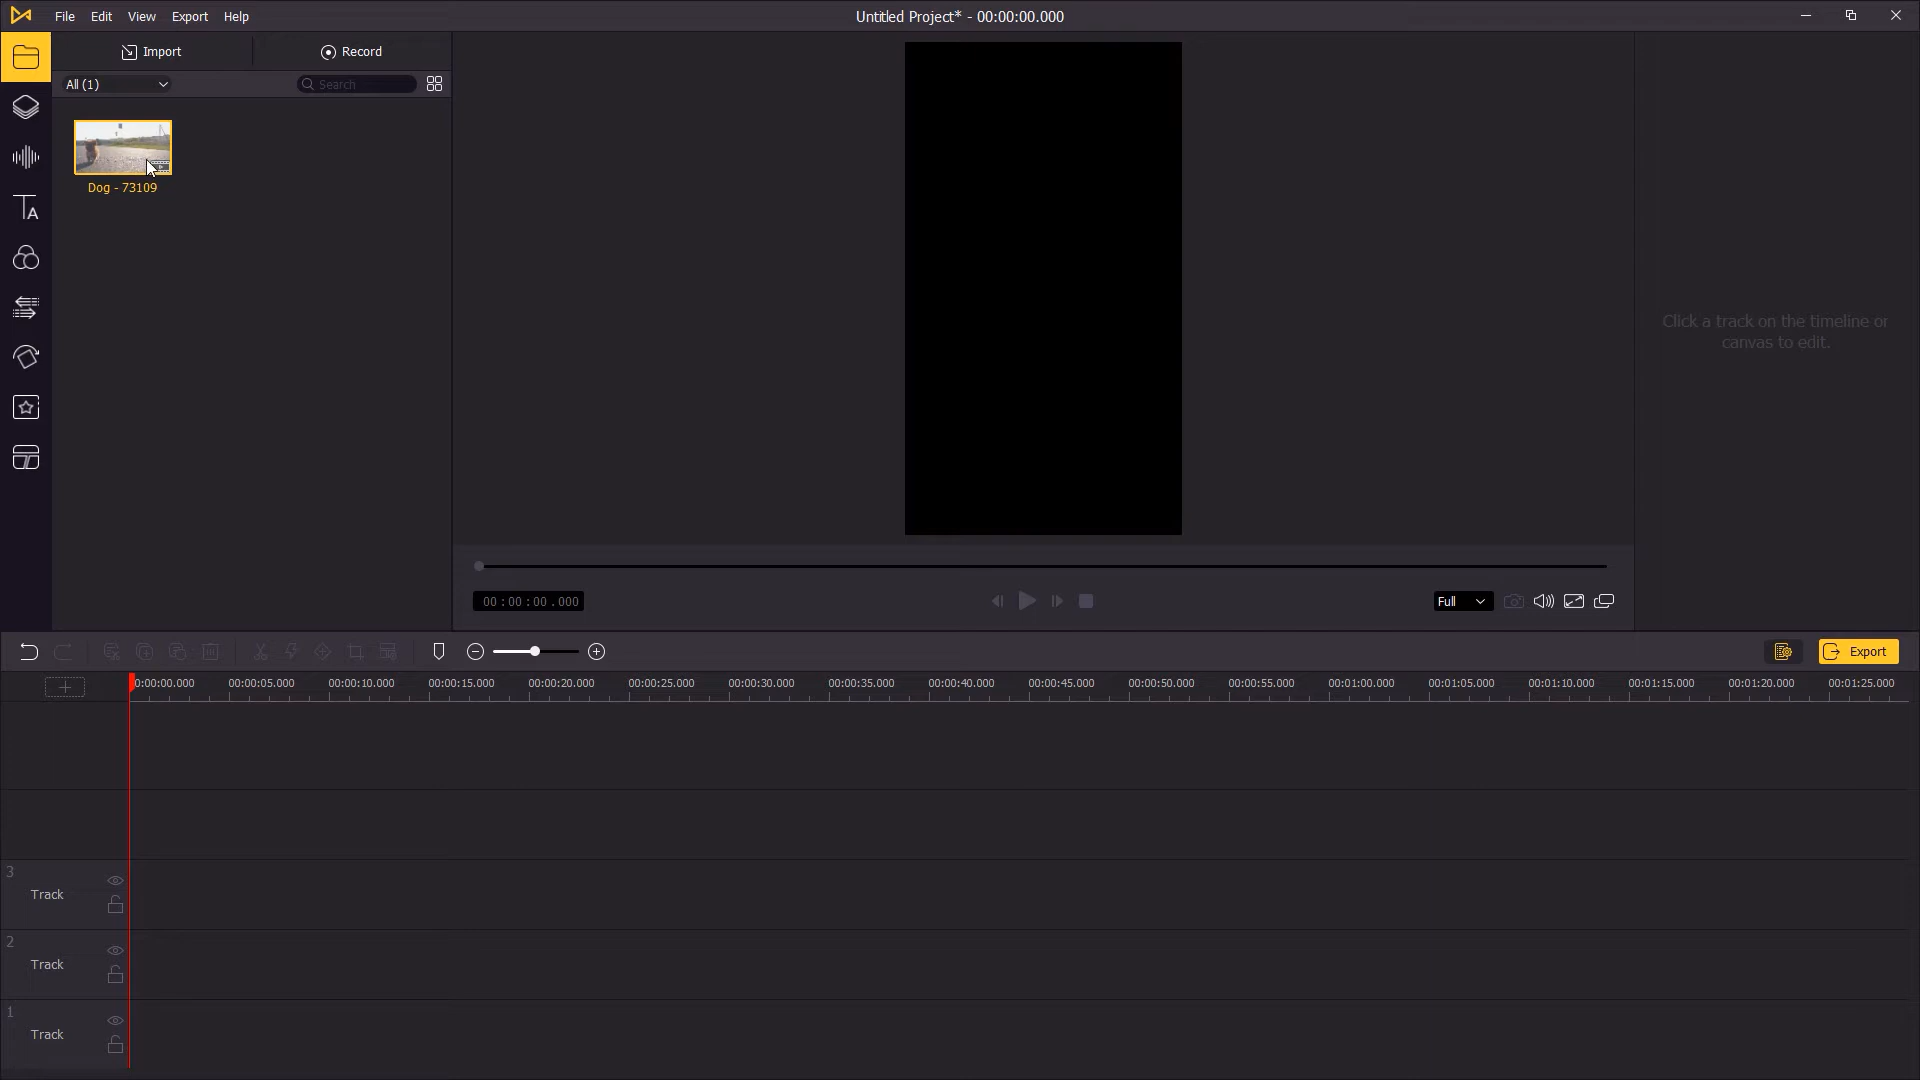 File Edit View Export Help
Untitled Project* - 00:00:00.000
Import
Record
All (1)
Search
Dog - 73109
Click a track on the timeline or
canvas to edit.
00 : 00 : 00 . 000
Full
Export
0:00:00.000 00:00:05.000 00:00:10.000 00:00:15.000 00:00:20.000 00:00:25.000 00:00:30.000 00:00:35.000 00:00:40.000 00:00:45.000 00:00:50.000 00:00:55.000 00:01:00.000 00:01:05.000 00:01:10.000 00:01:15.000 00:01:20.000 00:01:25.000
3
Track
2
Track
1
Track